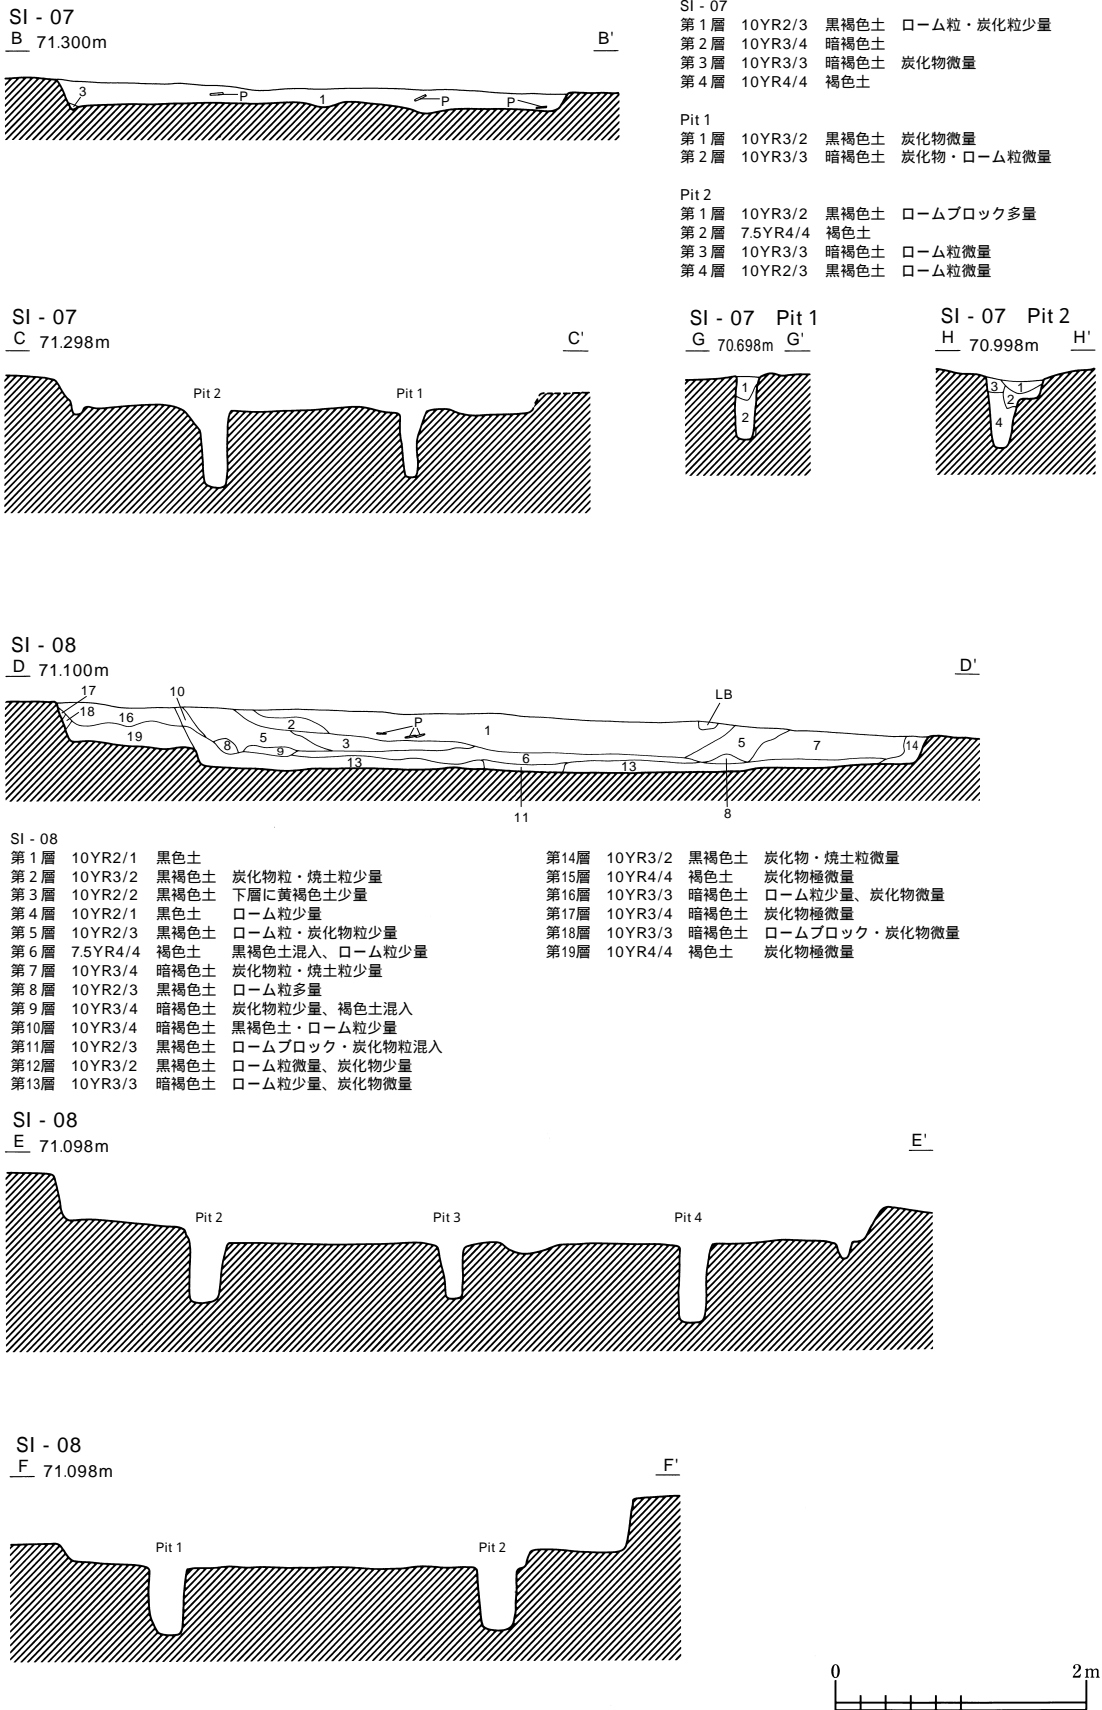 SI - 07
B 71.300m B'
3 P 1 P P
SI - 07
第1層 10YR2/3 黒褐色土 ローム粒・炭化粒少量
第2層 10YR3/4 暗褐色土
第3層 10YR3/3 暗褐色土 炭化物微量
第4層 10YR4/4 褐色土
Pit 1
第1層 10YR3/2 黒褐色土 炭化物微量
第2層 10YR3/3 暗褐色土 炭化物・ローム粒微量
Pit 2
第1層 10YR3/2 黒褐色土 ロームブロック多量
第2層 7.5YR4/4 褐色土
第3層 10YR3/3 暗褐色土 ローム粒微量
第4層 10YR2/3 黒褐色土 ローム粒微量
SI - 07
C 71.298m C'
Pit 2 Pit 1
SI - 07 Pit 1
G 70.698m G'
1
2
SI - 07 Pit 2
H 70.998m H'
3 1
2
4
SI - 08
D 71.100m D'
17 10 LB
18 16 2 P 1
19 8 5 3 5 7 14
9 13 6 13
11 8
SI - 08
第1層 10YR2/1 黒色土
第2層 10YR3/2 黒褐色土 炭化物粒・焼土粒少量
第3層 10YR2/2 黒褐色土 下層に黄褐色土少量
第4層 10YR2/1 黒色土 ローム粒少量
第5層 10YR2/3 黒褐色土 ローム粒・炭化物粒少量
第6層 7.5YR4/4 褐色土 黒褐色土混入、ローム粒少量
第7層 10YR3/4 暗褐色土 炭化物粒・焼土粒少量
第8層 10YR2/3 黒褐色土 ローム粒多量
第9層 10YR3/4 暗褐色土 炭化物粒少量、褐色土混入
第10層 10YR3/4 暗褐色土 黒褐色土・ローム粒少量
第11層 10YR2/3 黒褐色土 ロームブロック・炭化物粒混入
第12層 10YR3/2 黒褐色土 ローム粒微量、炭化物少量
第13層 10YR3/3 暗褐色土 ローム粒少量、炭化物微量
第14層 10YR3/2 黒褐色土 炭化物・焼土粒微量
第15層 10YR4/4 褐色土 炭化物極微量
第16層 10YR3/3 暗褐色土 ローム粒少量、炭化物微量
第17層 10YR3/4 暗褐色土 炭化物極微量
第18層 10YR3/3 暗褐色土 ロームブロック・炭化物微量
第19層 10YR4/4 褐色土 炭化物極微量
SI - 08
E 71.098m E'
Pit 2 Pit 3 Pit 4
SI - 08
F 71.098m F'
Pit 1 Pit 2
0 2m